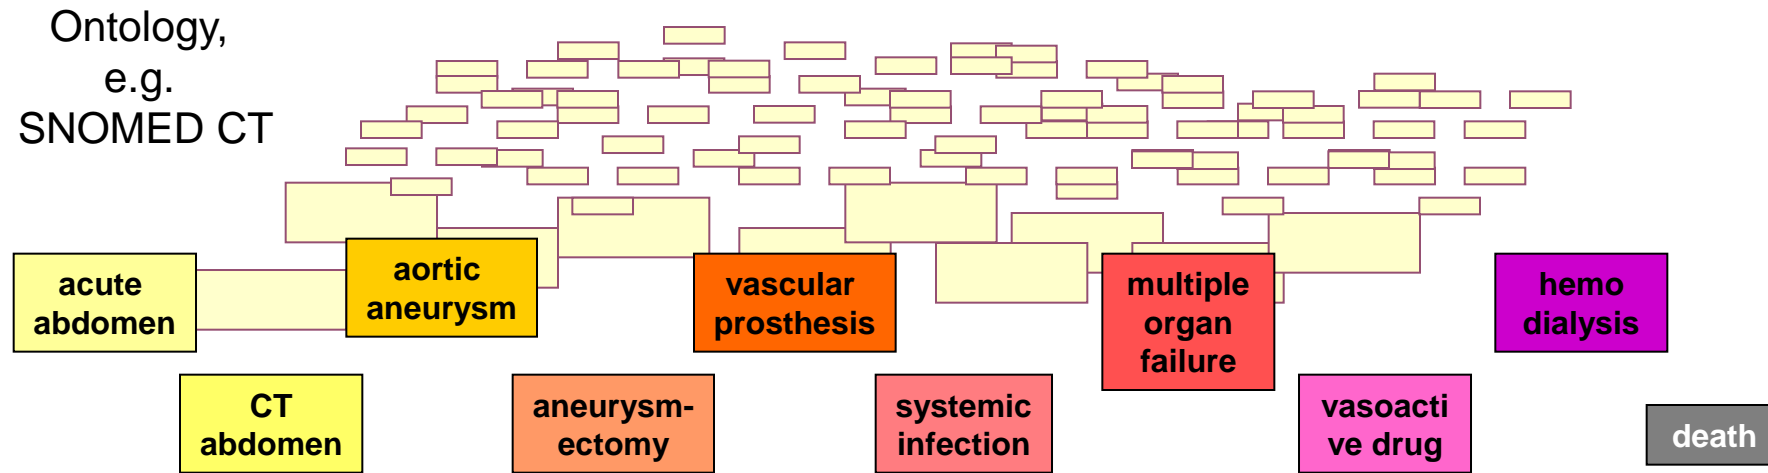 Ontology,
e.g.
SNOMED CT
acute
abdomen
CT
abdomen
aortic
aneurysm
aneurysm-
ectomy
vascular
prosthesis
systemic
infection
multiple
organ
failure
vasoacti
ve drug
hemo
dialysis
death